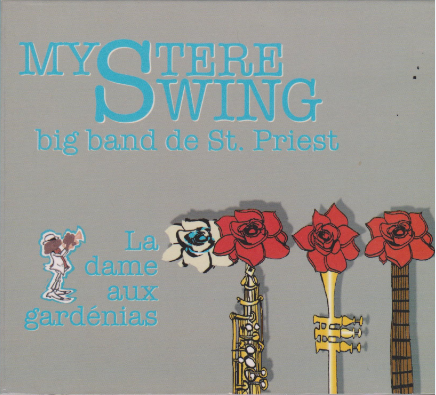 MYSTERE
SWING
big band de St. Priest
La
dame
aux
gardénias